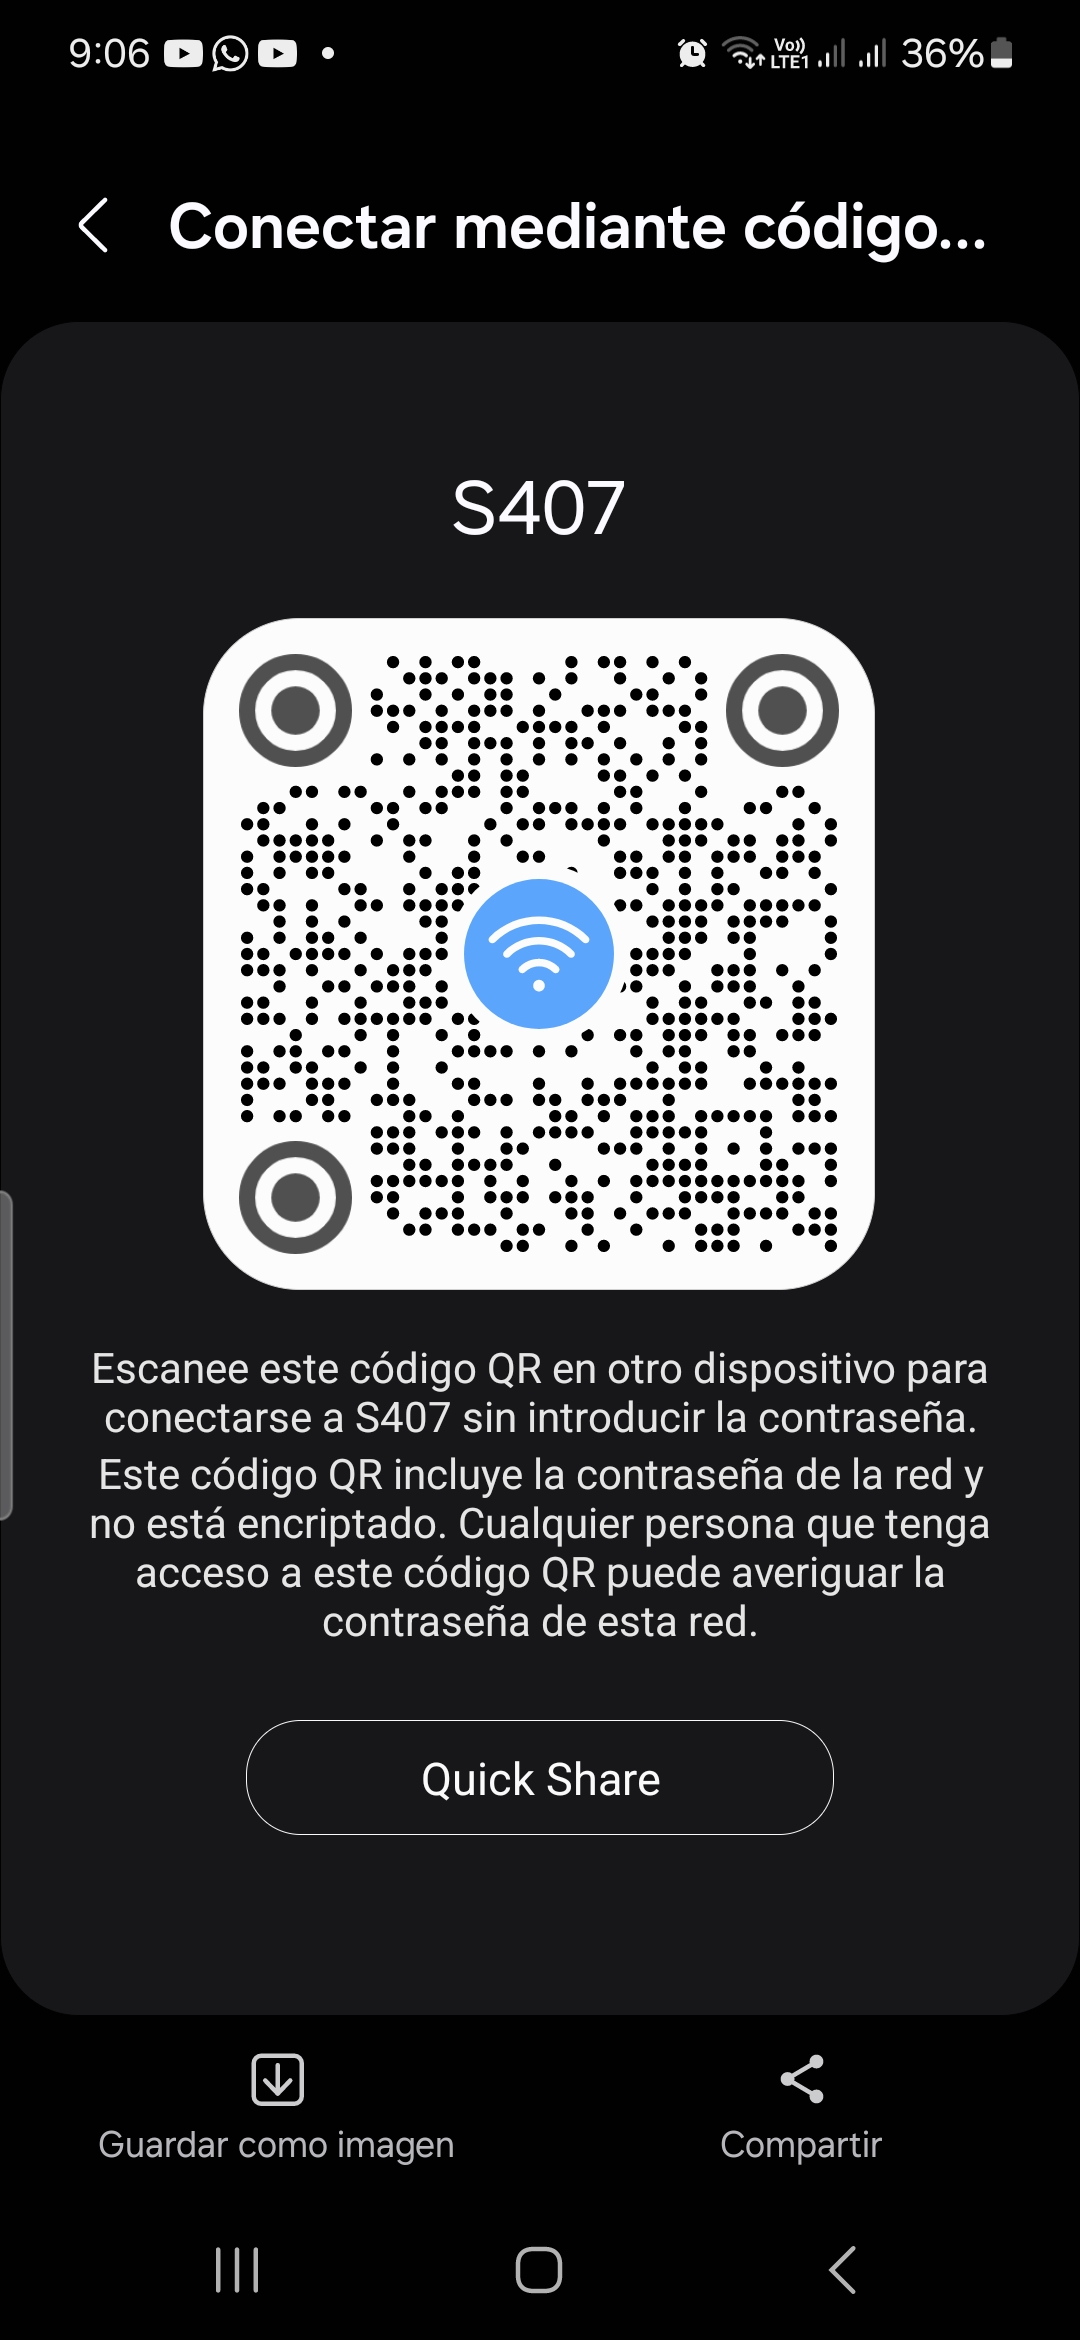 9:06
Vo))
LTE1
36%
Conectar mediante código...
S407
Escanee este código QR en otro dispositivo para
conectarse a S407 sin introducir la contraseña.
Este código QR incluye la contraseña de la red y
no está encriptado. Cualquier persona que tenga
acceso a este código QR puede averiguar la
contraseña de esta red.
Quick Share
Guardar como imagen
Compartir